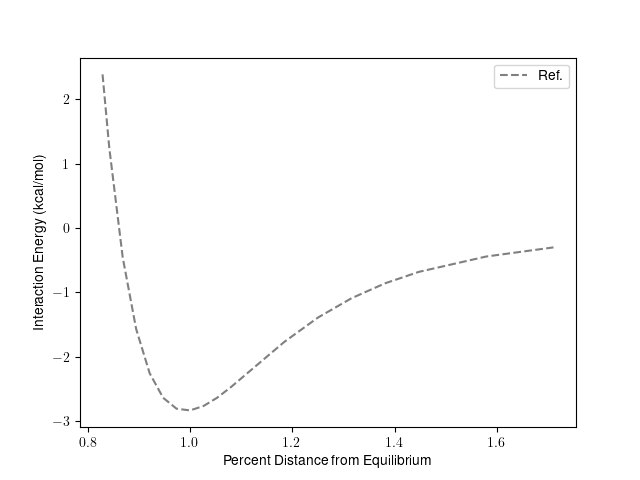 Ref.
2
1
0
−1
−2
−3
Interaction Energy (kcal/mol)
0.8 1.0 1.2 1.4 1.6
Percent Distance from Equilibrium